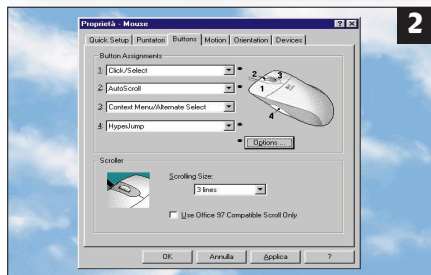 2
Proprietà - Mouse
Quick Setup Puntatori Buttons Motion Orientation Devices
Button Assignments
1: Click/Select
2: AutoScroll
3: Context Menu/Alternate Select
4: HyperJump
2 3
1
4
Options ...
Scroller
Scrolling Size:
3 lines
Use Office 97 Compatible Scroll Only
OK Annulla Applica ?